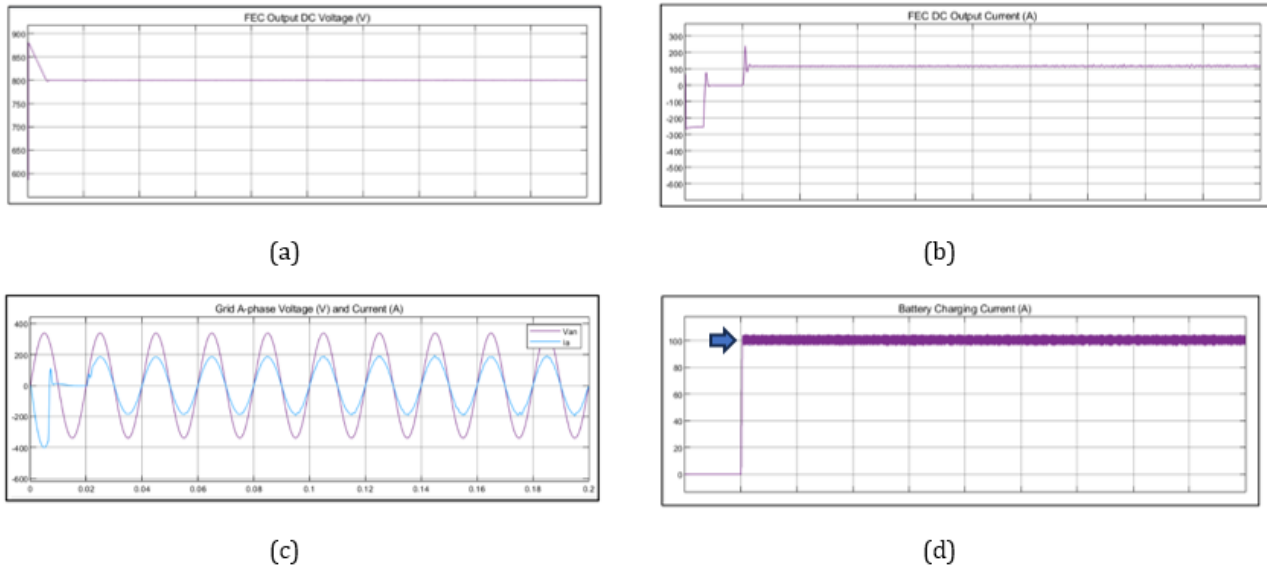 FEC Output DC Voltage (V)
900
850
800
750
700
650
600
(a)
FEC DC Output Current (A)
300
200
100
0
-100
-200
-300
-400
-500
-600
(b)
Grid A-phase Voltage (V) and Current (A)
400
200
0
-200
-400
-600
Van
Ia
0 0.02 0.04 0.06 0.08 0.1 0.12 0.14 0.16 0.18 0.2
(c)
Battery Charging Current (A)
100
80
60
40
20
0
(d)